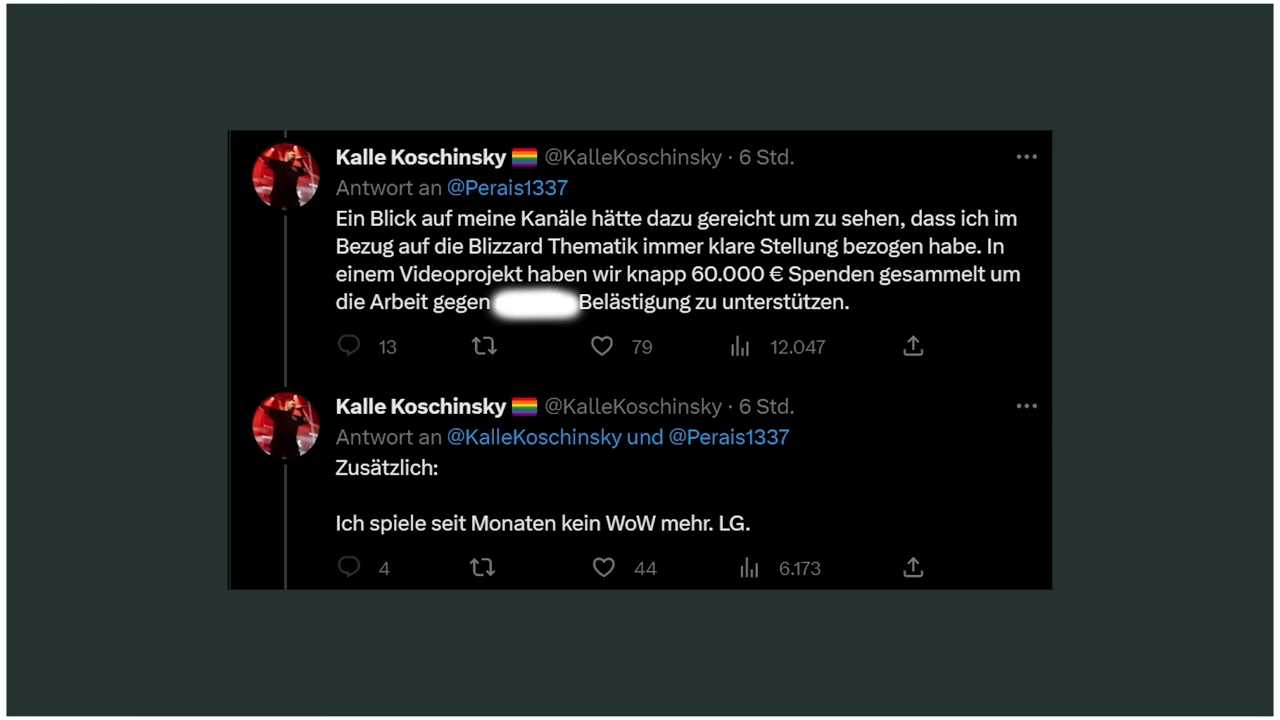 Kalle Koschinsky 🏳️‍🌈 @KalleKoschinsky · 6 Std.
Antwort an @Perais1337
Ein Blick auf meine Kanäle hätte dazu gereicht um zu sehen, dass ich im
Bezug auf die Blizzard Thematik immer klare Stellung bezogen habe. In
einem Videoprojekt haben wir knapp 60.000 € Spenden gesammelt um
die Arbeit gegen Belästigung zu unterstützen.
13 79 12.047
Kalle Koschinsky 🏳️‍🌈 @KalleKoschinsky · 6 Std.
Antwort an @KalleKoschinsky und @Perais1337
Zusätzlich:
Ich spiele seit Monaten kein WoW mehr. LG.
4 44 6.173